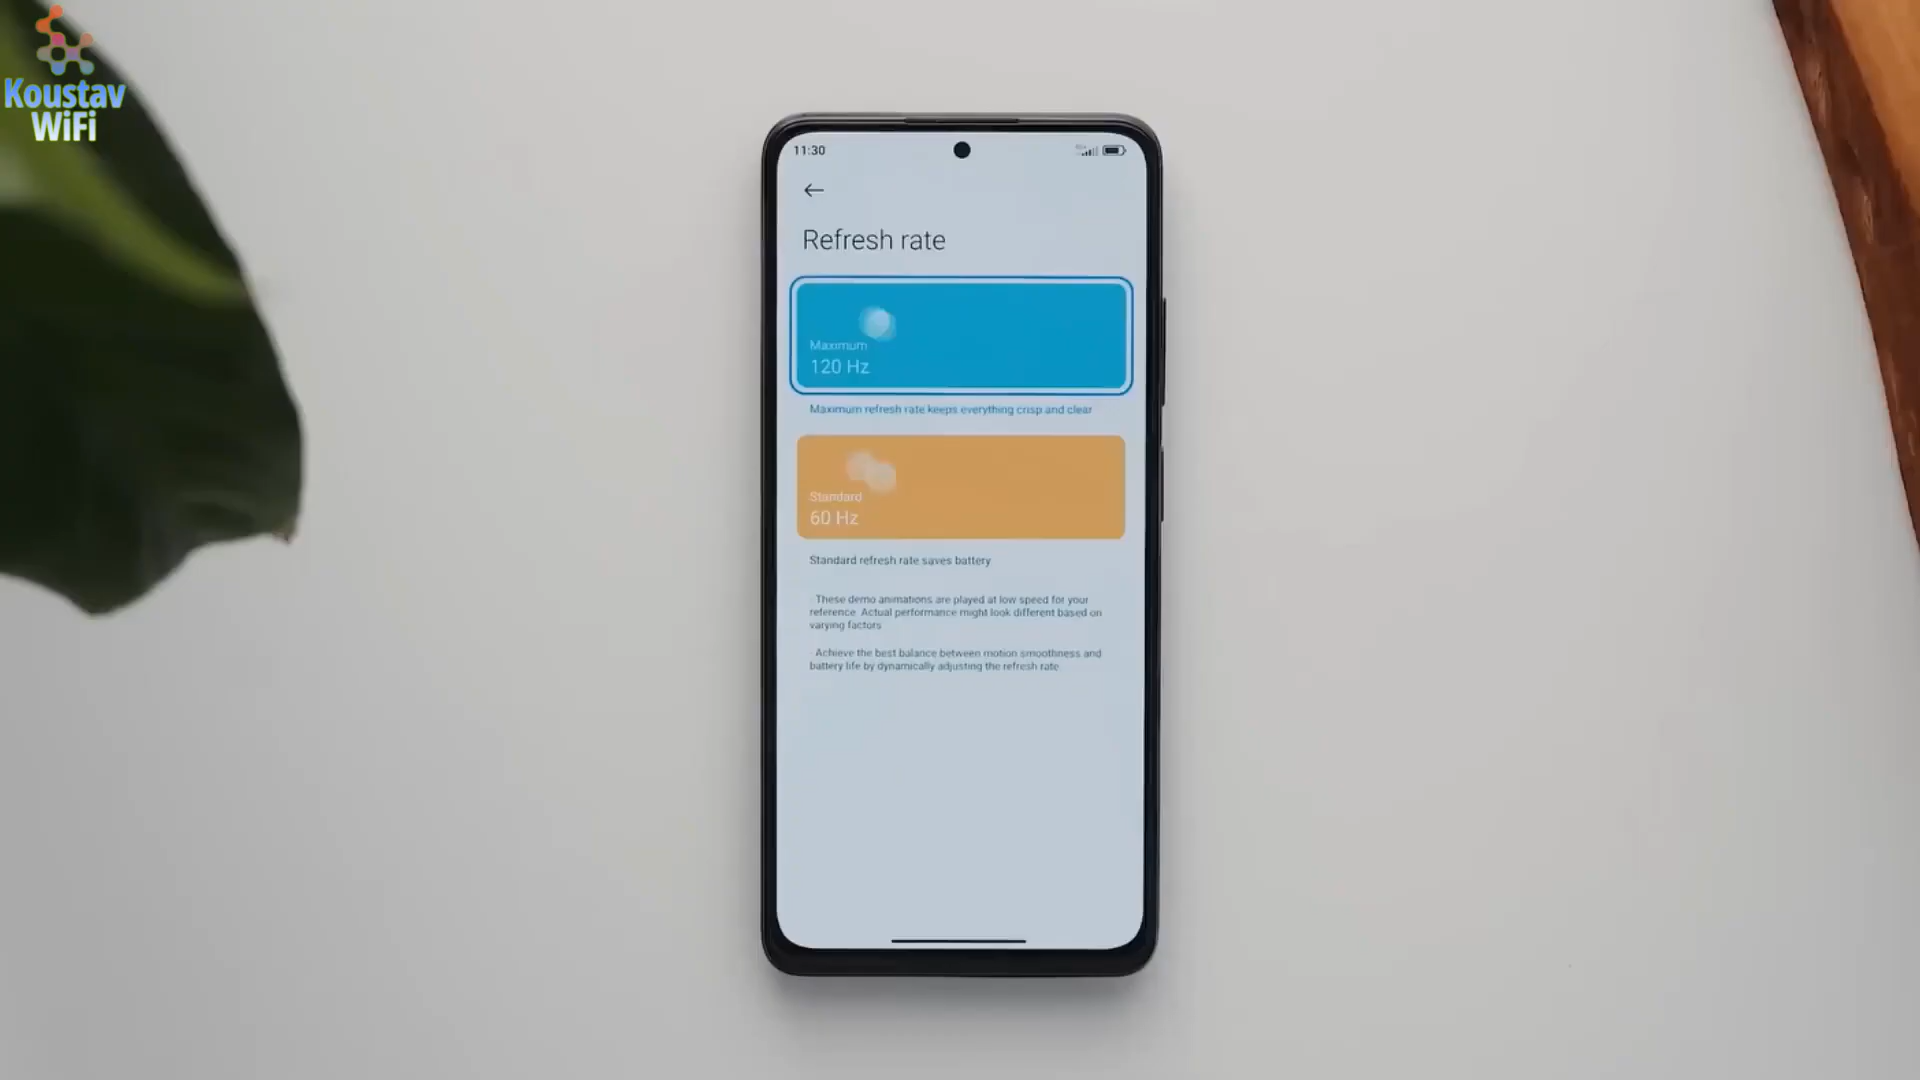 Koustav
WiFi
11:30
Refresh rate
Maximum
120 Hz
Maximum refresh rate keeps everything crisp and clear
Standard
60 Hz
Standard refresh rate saves battery
These demo animations are played at low speed for your
reference. Actual performance might look different based on
varying factors
Achieve the best balance between motion smoothness and
battery life by dynamically adjusting the refresh rate.